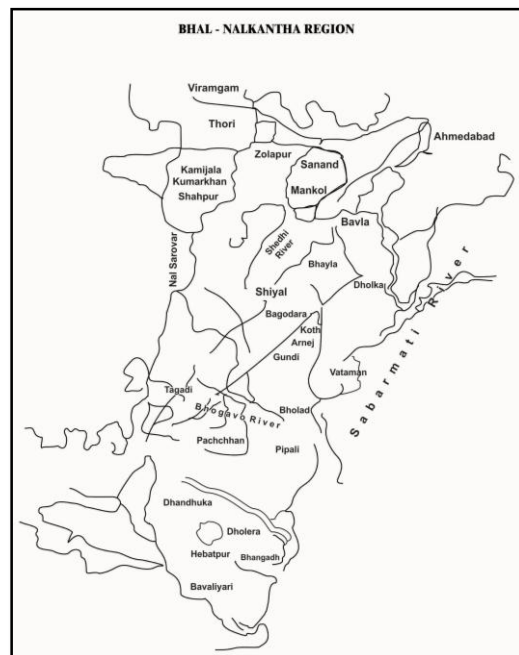 BHAL - NALKANTHA REGION
Viramgam
Thori
Ahmedabad
Zolapur
Sanand
Kamijala
Kumarkhan
Shahpur
Mankol
Bavla
Shedhi
River
Nal Sarovar
Bhayla
Dholka
Shiyal
Sabarmati River
Bagodara
Koth
Arnej
Gundi
Vataman
Tagadi
Bhogavo River
Bholad
Pachchhan
Pipali
Dhandhuka
Dholera
Hebatpur
Bhangadh
Bavaliyari